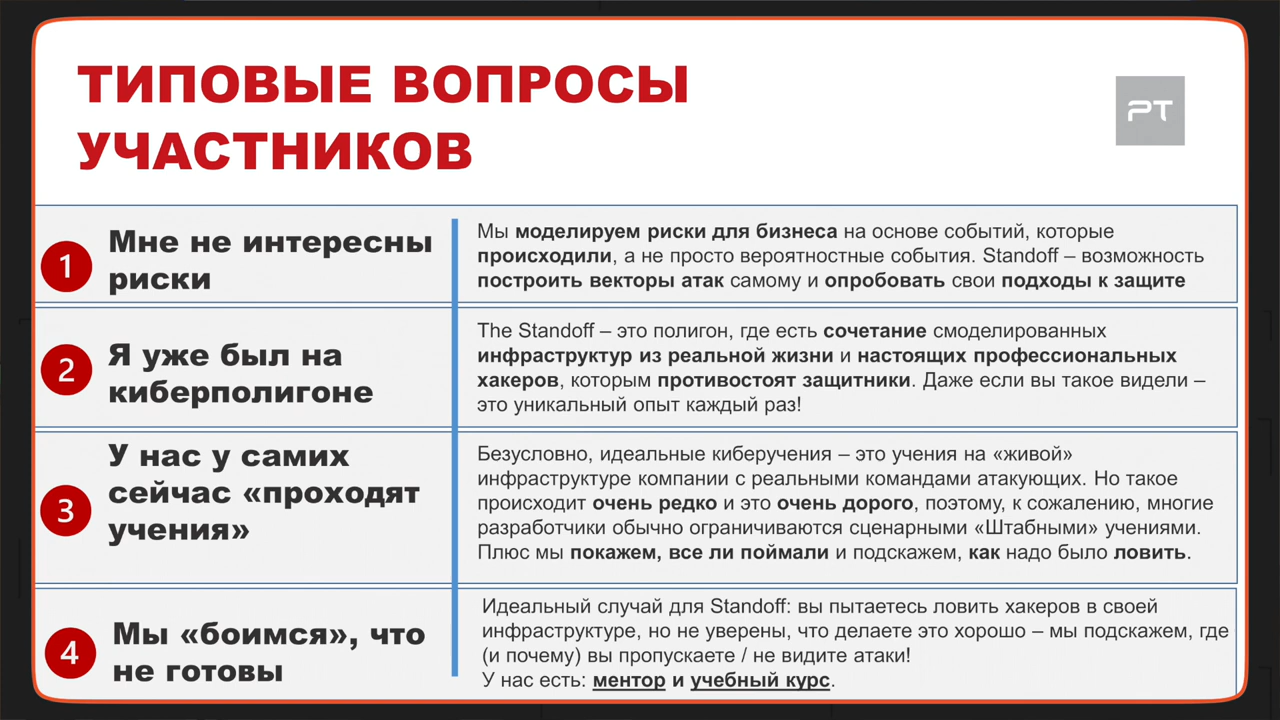 ТИПОВЫЕ ВОПРОСЫ
УЧАСТНИКОВ
PT
1
Мне не интересны
риски
Мы моделируем риски для бизнеса на основе событий, которые
происходили, а не просто вероятностные события. Standoff – возможность
построить векторы атак самому и опробовать свои подходы к защите
2
Я уже был на
киберполигоне
The Standoff – это полигон, где есть сочетание смоделированных
инфраструктур из реальной жизни и настоящих профессиональных
хакеров, которым противостоят защитники. Даже если вы такое видели –
это уникальный опыт каждый раз!
3
У нас у самих
сейчас «проходят
учения»
Безусловно, идеальные киберучения – это учения на «живой»
инфраструктуре компании с реальными командами атакующих. Но такое
происходит очень редко и это очень дорого, поэтому, к сожалению, многие
разработчики обычно ограничиваются сценарными «Штабными» учениями.
Плюс мы покажем, все ли поймали и подскажем, как надо было ловить.
4
Мы «боимся», что
не готовы
Идеальный случай для Standoff: вы пытаетесь ловить хакеров в своей
инфраструктуре, но не уверены, что делаете это хорошо – мы подскажем, где
(и почему) вы пропускаете / не видите атаки!
У нас есть: ментор и учебный курс.